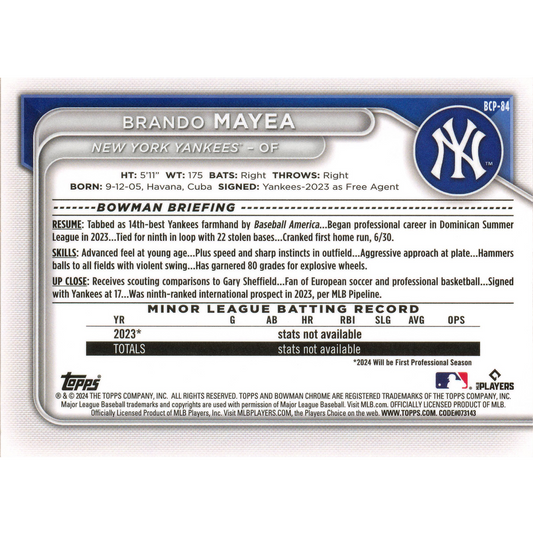 BCP-84
BRANDO MAYEA
NEW YORK YANKEES™ – OF
NY
™
HT: 5'11" WT: 175 BATS: Right THROWS: Right
BORN: 9-12-05, Havana, Cuba SIGNED: Yankees-2023 as Free Agent
BOWMAN BRIEFING
RESUME: Tabbed as 14th-best Yankees farmhand by Baseball America...Began professional career in Dominican Summer
League in 2023...Tied for ninth in loop with 22 stolen bases...Cranked first home run, 6/30.
SKILLS: Advanced feel at young age...Plus speed and sharp instincts in outfield...Aggressive approach at plate...Hammers
balls to all fields with violent swing...Has garnered 80 grades for explosive wheels.
UP CLOSE: Receives scouting comparisons to Gary Sheffield...Fan of European soccer and professional basketball...Signed
with Yankees at 17...Was ninth-ranked international prospect in 2023, per MLB Pipeline.
MINOR LEAGUE BATTING RECORD
YR G AB HR RBI SLG AVG OPS
2023* stats not available
TOTALS stats not available
*2024 Will be First Professional Season
Topps
PLAYERS
® & © 2024 THE TOPPS COMPANY, INC. ALL RIGHTS RESERVED. TOPPS AND BOWMAN CHROME ARE REGISTERED TRADEMARKS OF THE TOPPS COMPANY, INC.
Major League Baseball trademarks and copyrights are used with permission of Major League Baseball. Visit MLB.com. OFFICIALLY LICENSED PRODUCT OF MLB.
Officially Licensed Product of MLB Players, Inc. Visit MLBPLAYERS.COM, the Players Choice on the web. WWW.TOPPS.COM. CODE#073143